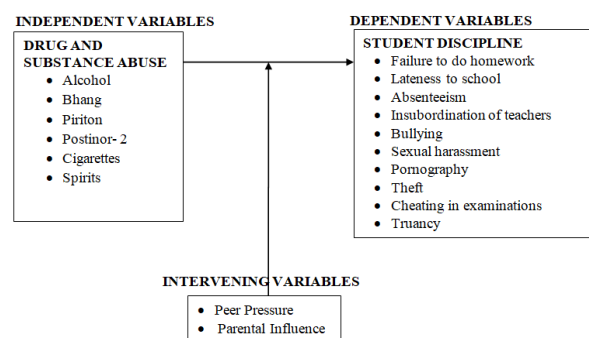 INDEPENDENT VARIABLES
DRUG AND
SUBSTANCE ABUSE
• Alcohol
• Bhang
• Piriton
• Postinor- 2
• Cigarettes
• Spirits
DEPENDENT VARIABLES
STUDENT DISCIPLINE
• Failure to do homework
• Lateness to school
• Absenteeism
• Insubordination of teachers
• Bullying
• Sexual harassment
• Pornography
• Theft
• Cheating in examinations
• Truancy
INTERVENING VARIABLES
• Peer Pressure
• Parental Influence